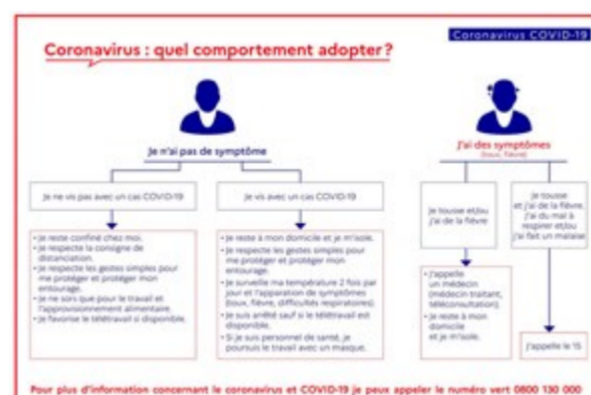 Coronavirus COVID-19
Coronavirus : quel comportement adopter ?
Je n'ai pas de symptôme
J'ai des symptômes
(toux, fièvre)
Je ne vis pas avec un cas COVID-19
Je vis avec un cas COVID-19
Je tousse et/ou
j'ai de la fièvre
Je tousse
et j'ai de la fièvre.
J'ai du mal à
respirer et/ou
j'ai fait un malaise
• Je reste confiné chez moi.
• Je respecte la consigne de
distanciation.
• Je respecte les gestes simples pour
me protéger et protéger mon
entourage.
• Je ne sors que pour le travail et
l'approvisionnement alimentaire.
• Je favorise le télétravail si disponible.
• Je reste à mon domicile et je m'isole.
• Je respecte les gestes simples pour
me protéger et protéger mon
entourage.
• Je surveille ma température 2 fois par
jour et l'apparition de symptômes
(toux, fièvre, difficultés respiratoires).
• Je suis arrêté sauf si le télétravail est
disponible.
• Si je suis personnel de santé, je
poursuis le travail avec un masque.
• J'appelle
un médecin
(médecin traitant,
téléconsultation).
• Je reste à mon
domicile
et je m'isole.
J'appelle le 15
Pour plus d'information concernant le coronavirus et COVID-19 je peux appeler le numéro vert 0800 130 000